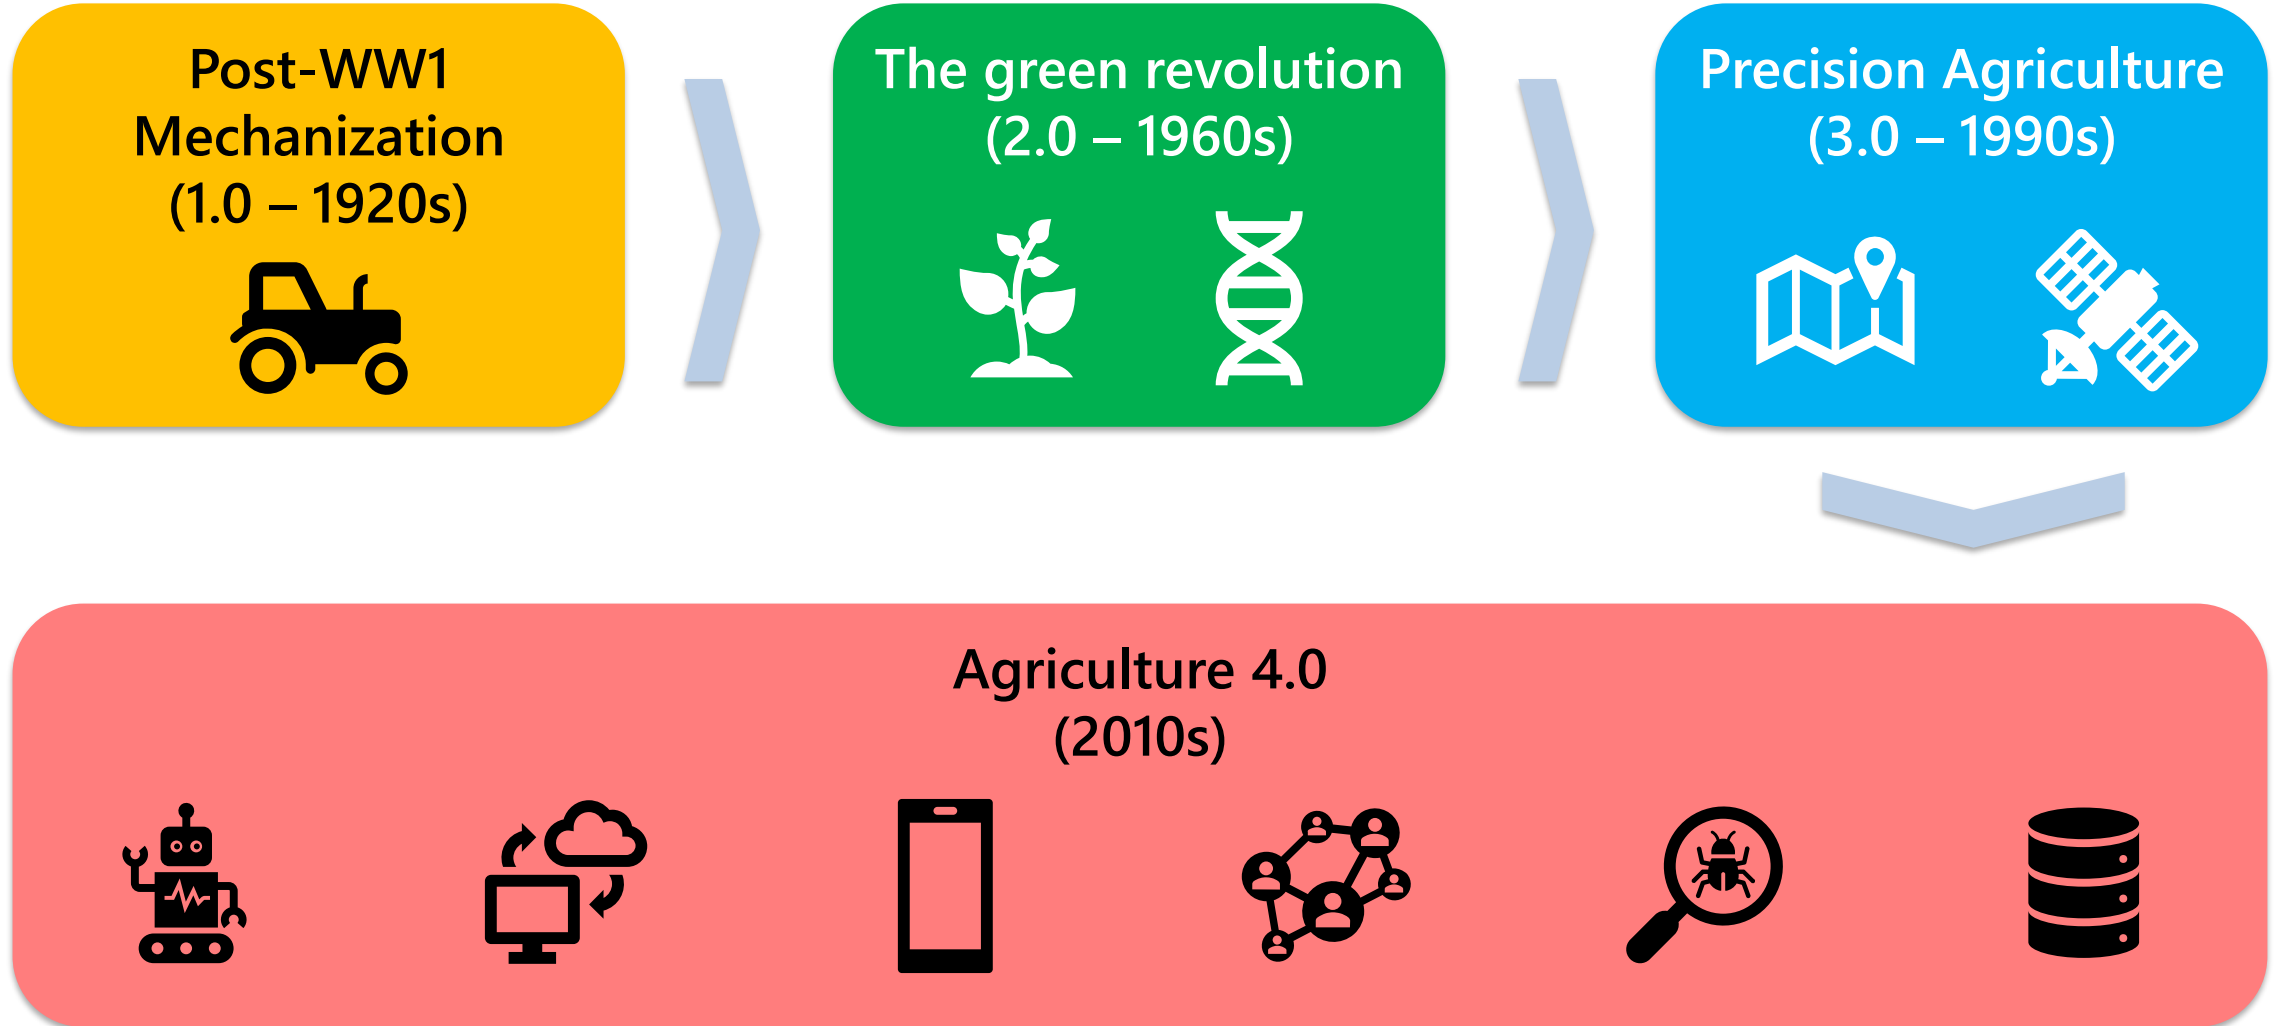 Post-WW1
Mechanization
(1.0 – 1920s)
The green revolution
(2.0 – 1960s)
Precision Agriculture
(3.0 – 1990s)
Agriculture 4.0
(2010s)